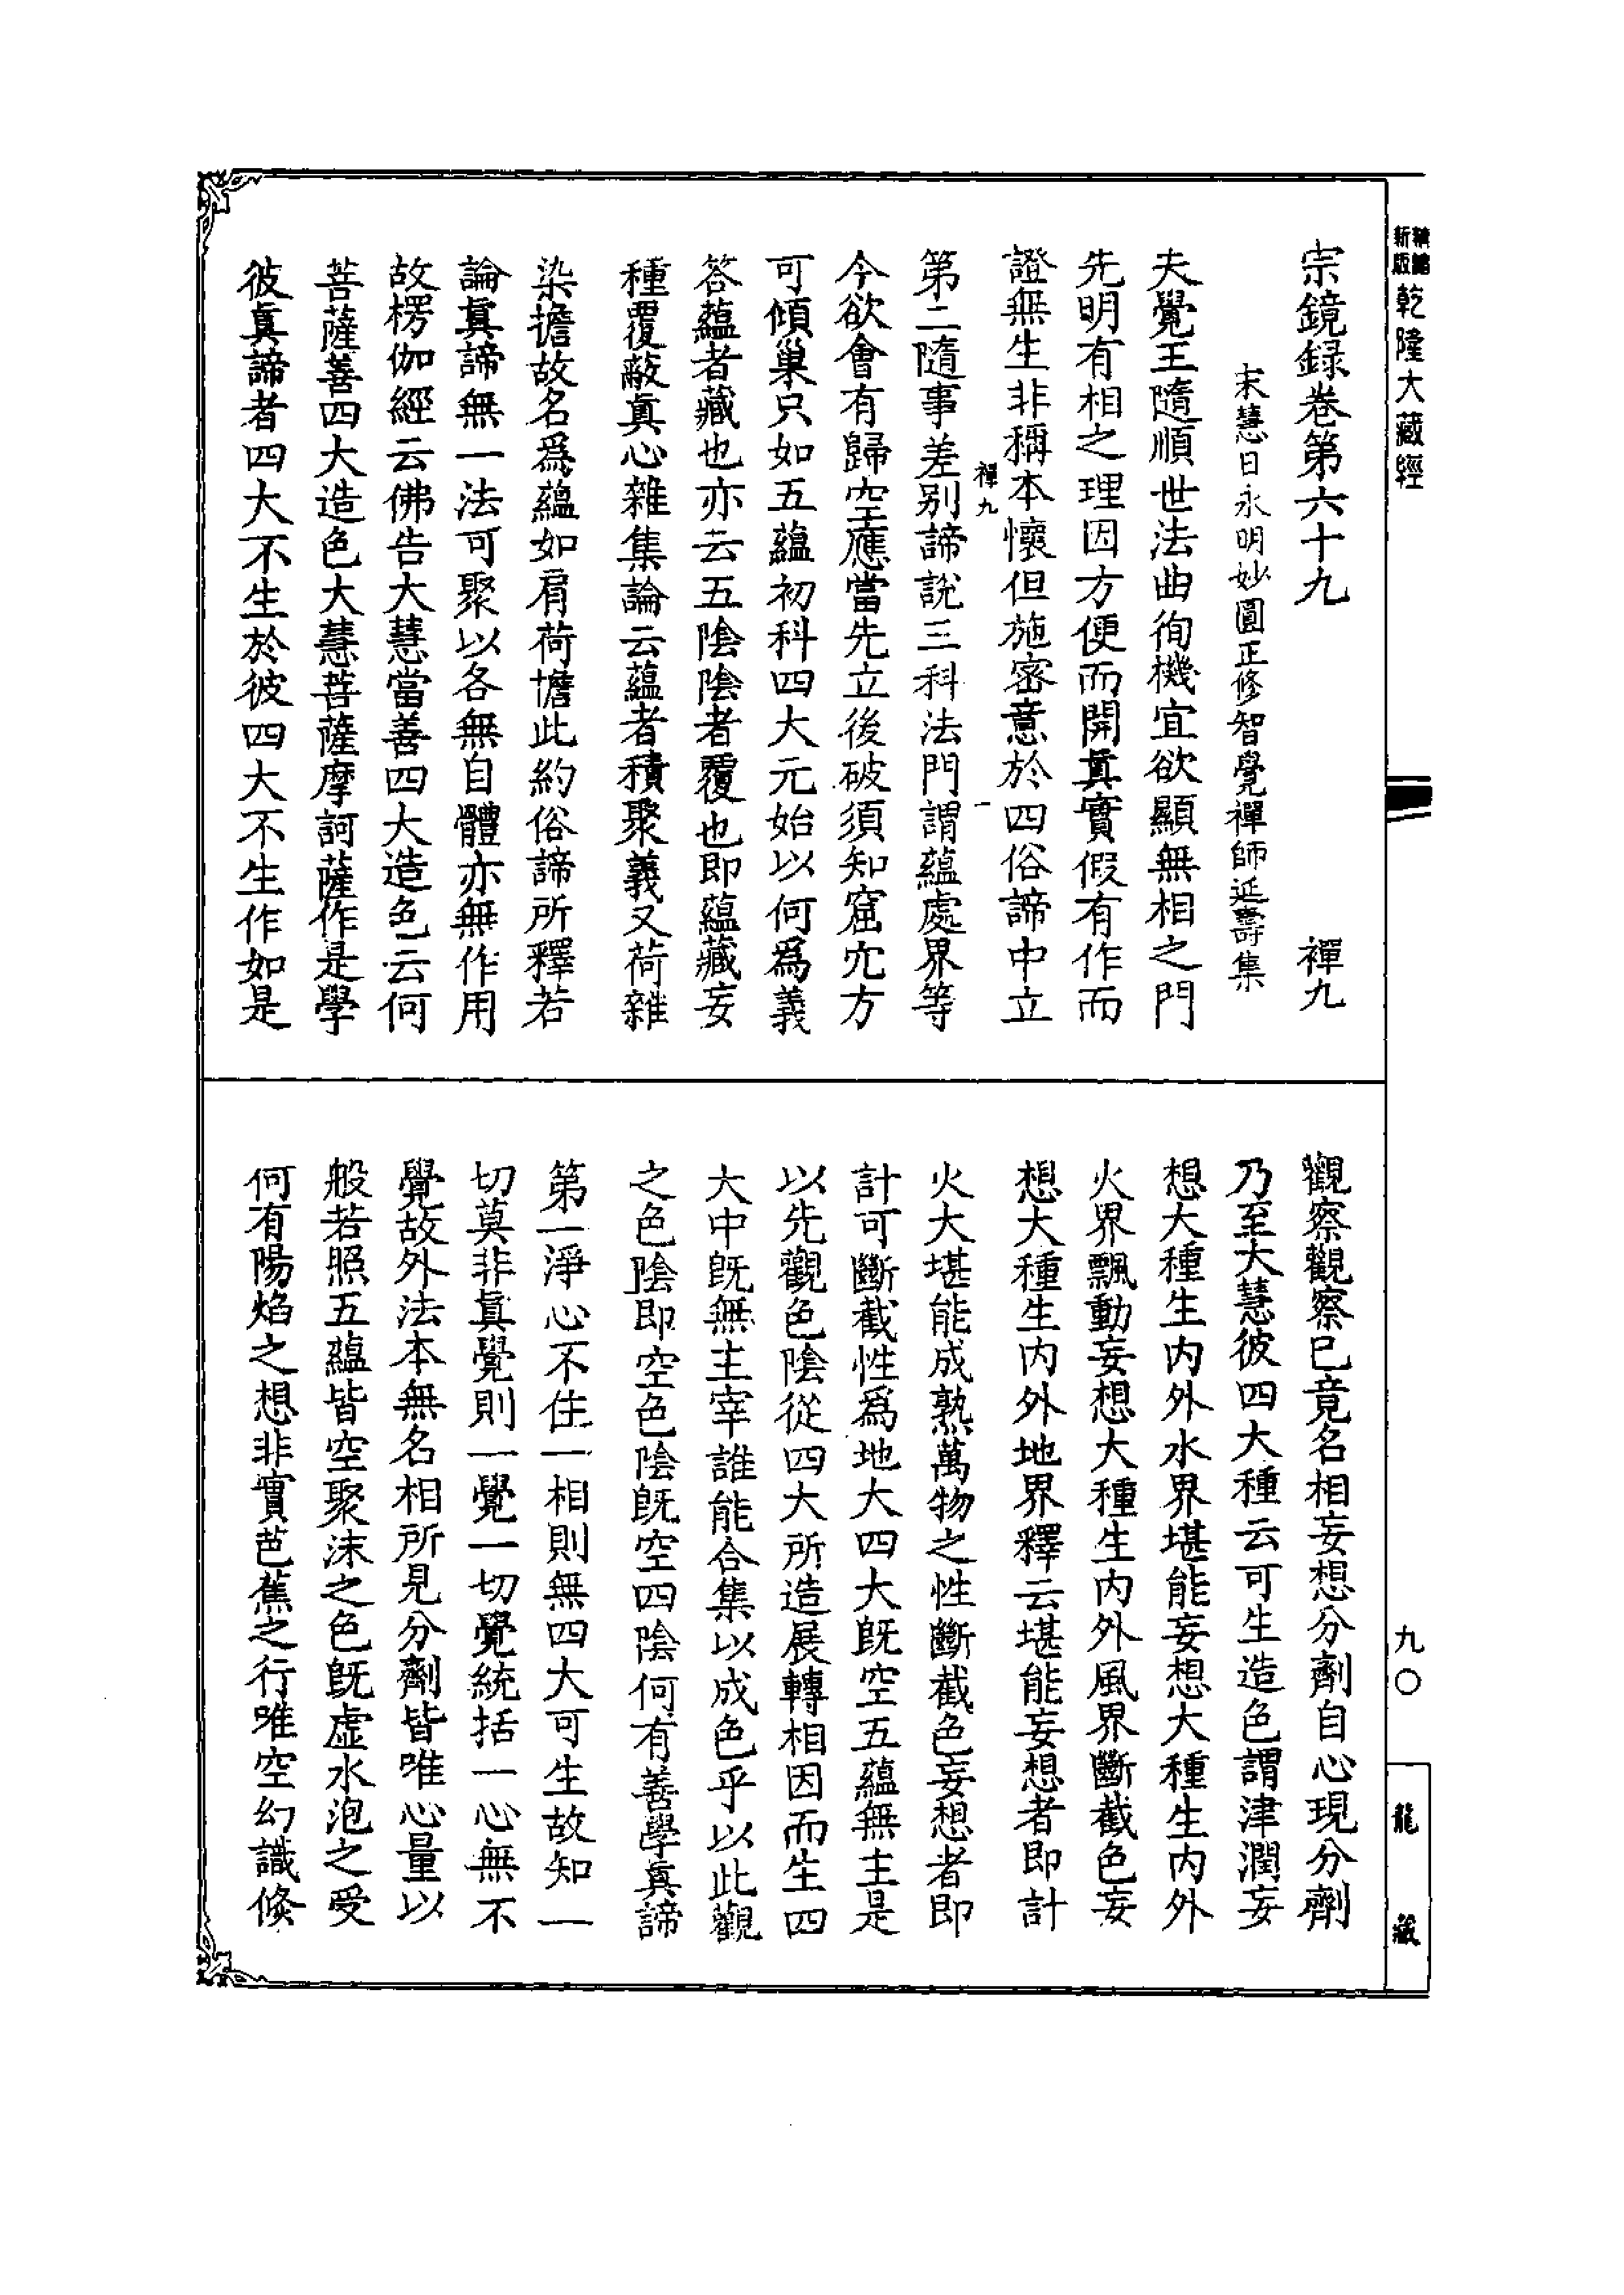 新版
精縮
乾隆大藏經
宗鏡録卷第六十九 禪九
宋慧日永明妙圓正修智覺禪師延壽集
夫覺王隨順世法曲徇機宜欲顯無相之門
先明有相之理因方便而開眞實假有作而
證無生非稱本懷但施密意於四俗諦中立
禪九 一
第二隨事差别諦說三科法門謂蘊處界等
今欲會有歸空應當先立後破須知窟穴方
可傾巢只如五蘊初科四大元始以何爲義
答蘊者藏也亦云五陰陰者覆也即蘊藏妄
種覆蔽眞心雜集論云蘊者積聚義又荷雜
染擔故名爲蘊如肩荷擔此約俗諦所釋若
論眞諦無一法可聚以各無自體亦無作用
故楞伽經云佛告大慧當善四大造色云何
菩薩善四大造色大慧菩薩摩訶薩作是學
彼眞諦者四大不生於彼四大不生作如是
觀察觀察已竟名相妄想分劑自心現分劑
乃至大慧彼四大種云可生造色謂津潤妄
想大種生内外水界堪能妄想大種生内外
火界飄動妄想大種生内外風界斷截色妄
想大種生内外地界釋云堪能妄想者即計
火大堪能成熟萬物之性斷截色妄想者即
計可斷截性爲地大四大旣空五蘊無主是
以先觀色陰從四大所造展轉相因而生四
大中旣無主宰誰能合集以成色乎以此觀
之色陰即空色陰旣空四陰何有善學眞諦
第一淨心不住一相則無四大可生故知一
切莫非眞覺則一覺一切覺統括一心無不
覺故外法本無名相所見分劑皆唯心量以
般若照五蘊皆空聚沫之色旣虚水泡之受
何有陽焰之想非實芭蕉之行唯空幻識倏
九〇
龍藏